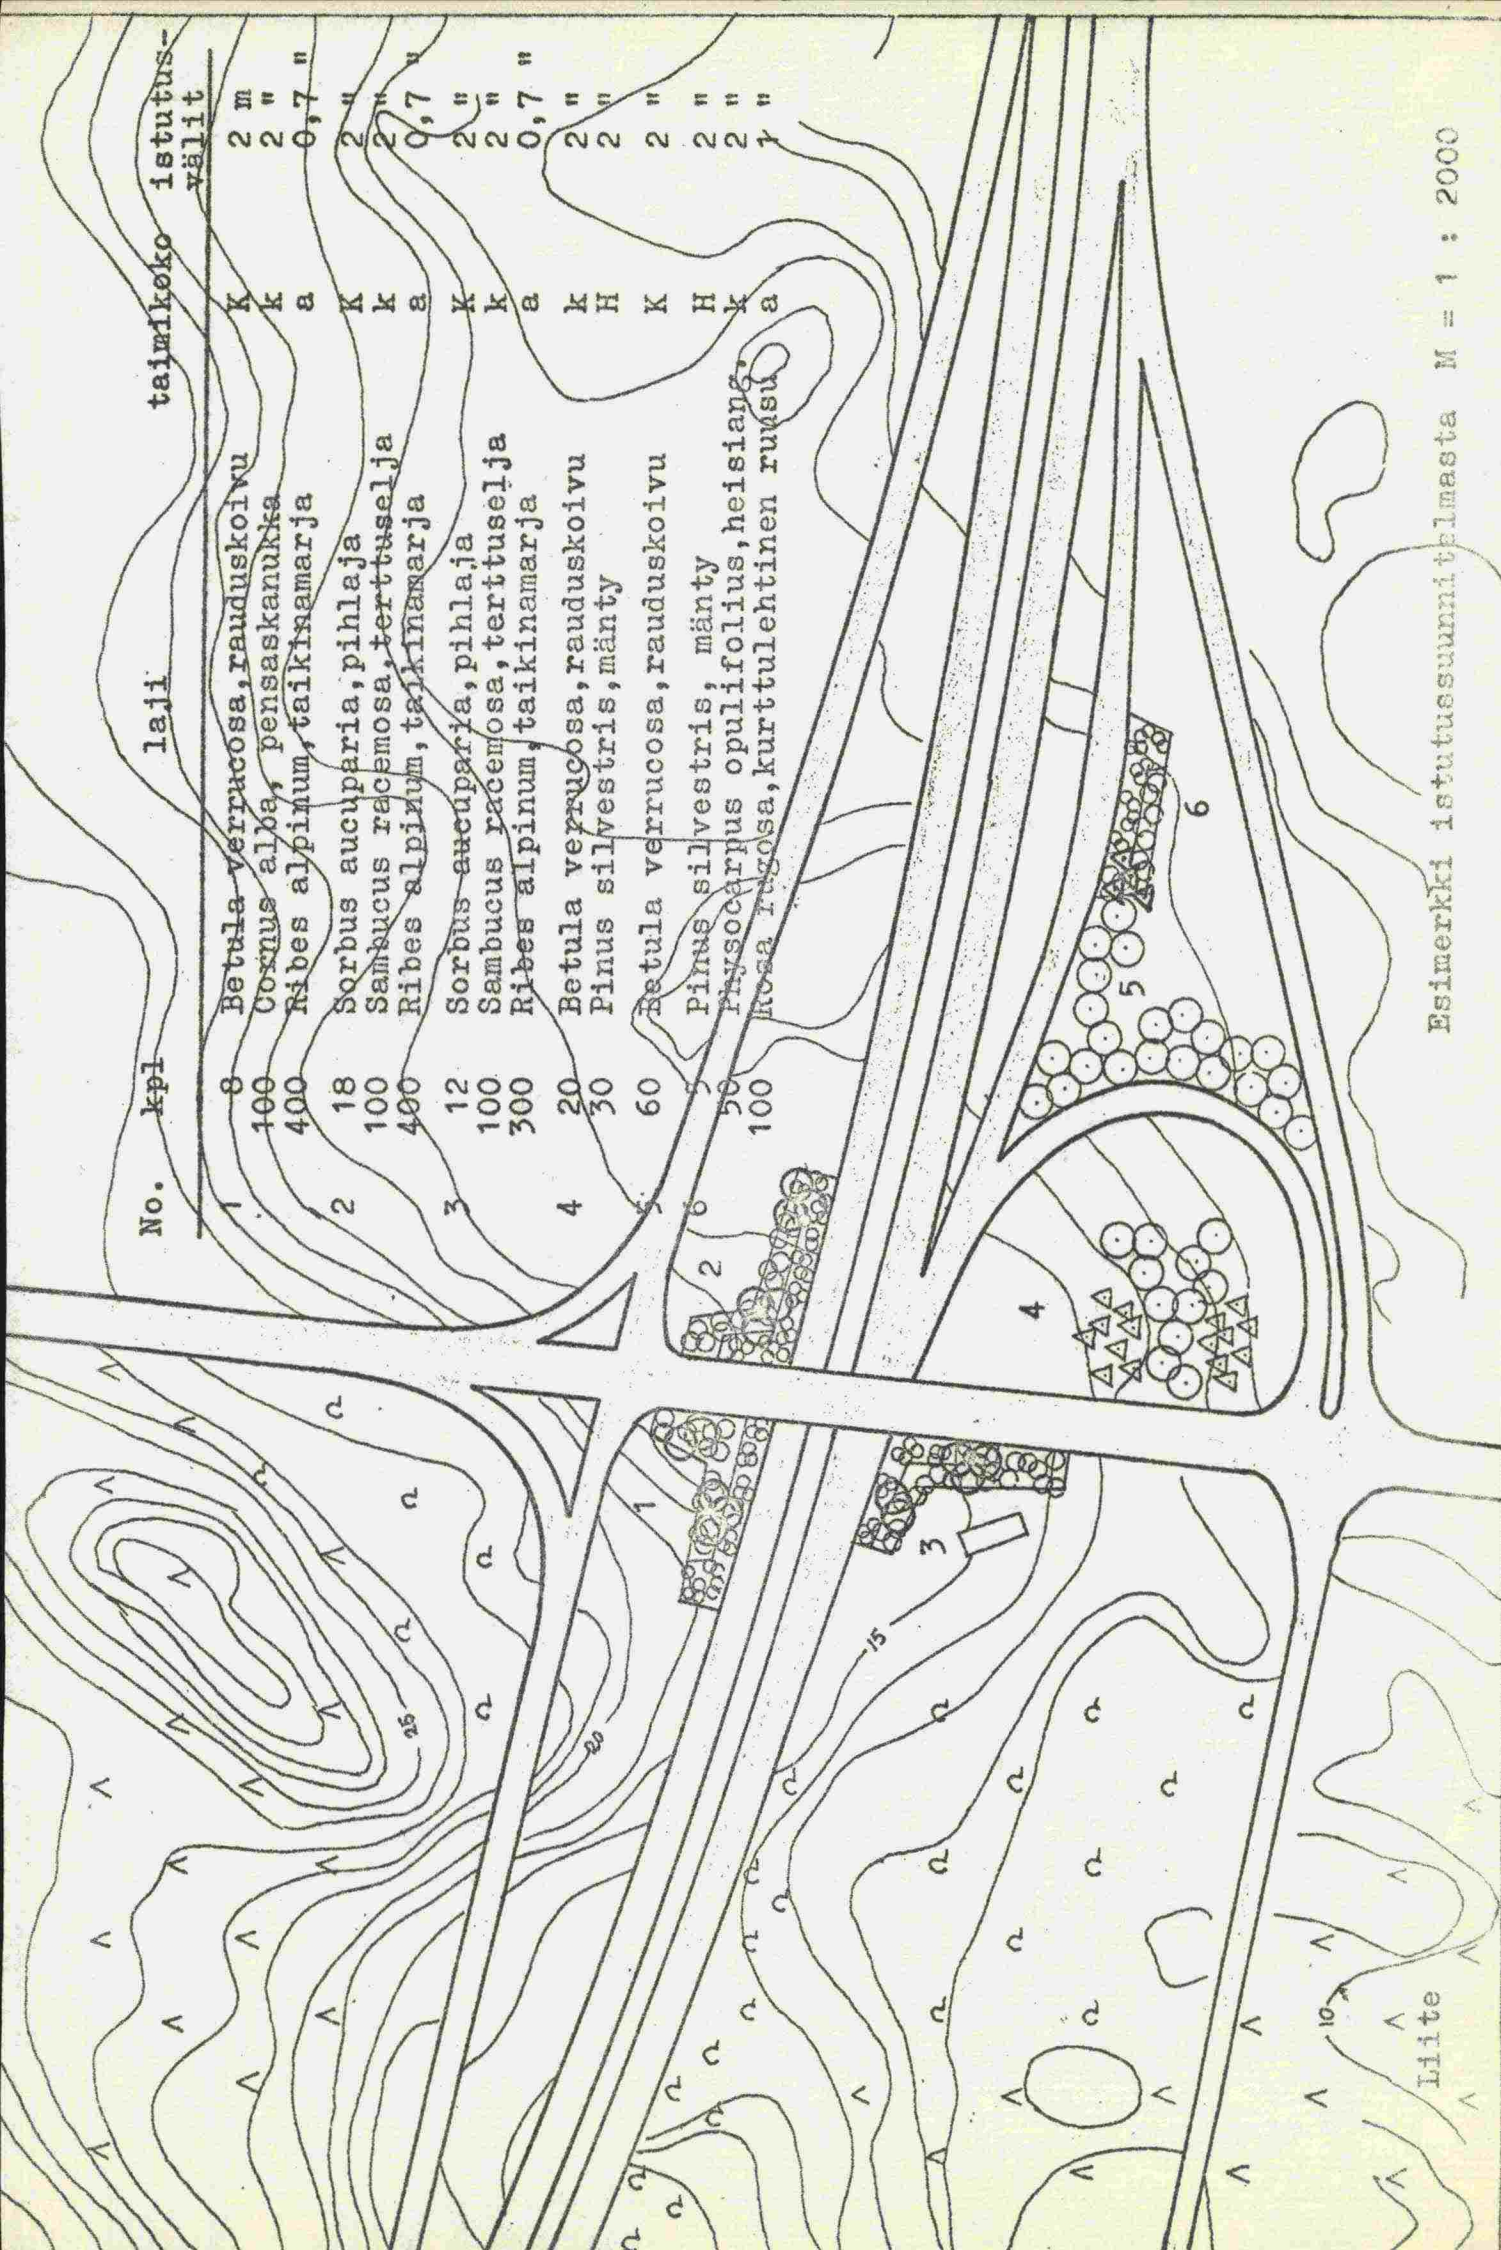 No. kpl laji taimikoko istutus-
välit
1 8 Betula verrucosa,rauduskoivu K 2 m
100 Cornus alba, pensaskanukka k 2 "
400 Ribes alpinum,taikinamarja a 0,7 "
2 18 Sorbus aucuparia,pihlaja K 2 "
100 Sambucus racemosa,terttuselja k 2 "
400 Ribes alpinum,taikinamarja a 0,7 "
3 12 Sorbus aucuparia,pihlaja K 2 "
100 Sambucus racemosa,terttuselja k 2 "
300 Ribes alpinum,taikinamarja a 0,7 "
4 20 Betula verrucosa,rauduskoivu k 2 "
30 Pinus silvestris,mänty H 2 "
5 60 Betula verrucosa,rauduskoivu K 2 "
6 5 Pinus silvestris, mänty H 2 "
50 Physocarpus opulifolius,heisiang. k 2 "
100 Rosa rugosa,kurttulehtinen ruusu a 1 "
1
2
3
4
5
6
25
20
15
10
Liite
Esimerkki istutussuunnitelmasta M = 1 : 2000